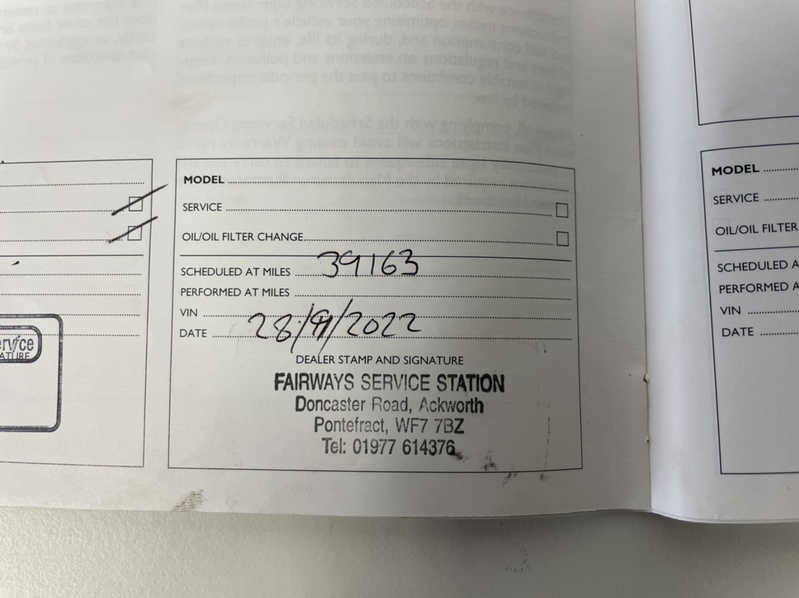 MODEL
SERVICE
OIL/OIL FILTER CHANGE
SCHEDULED AT MILES 39163
PERFORMED AT MILES
VIN
DATE 28/9/2022
DEALER STAMP AND SIGNATURE
FAIRWAYS SERVICE STATION
Doncaster Road, Ackworth
Pontefract, WF7 7BZ
Tel: 01977 614376
MODEL
SERVICE
OIL/OIL FILTER
SCHEDULED A
PERFORMED A
VIN
DATE